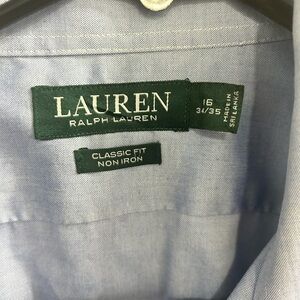 LAUREN
RALPH LAUREN
16
34/35
MADE IN
SRI LANKA
CLASSIC FIT
NON IRON